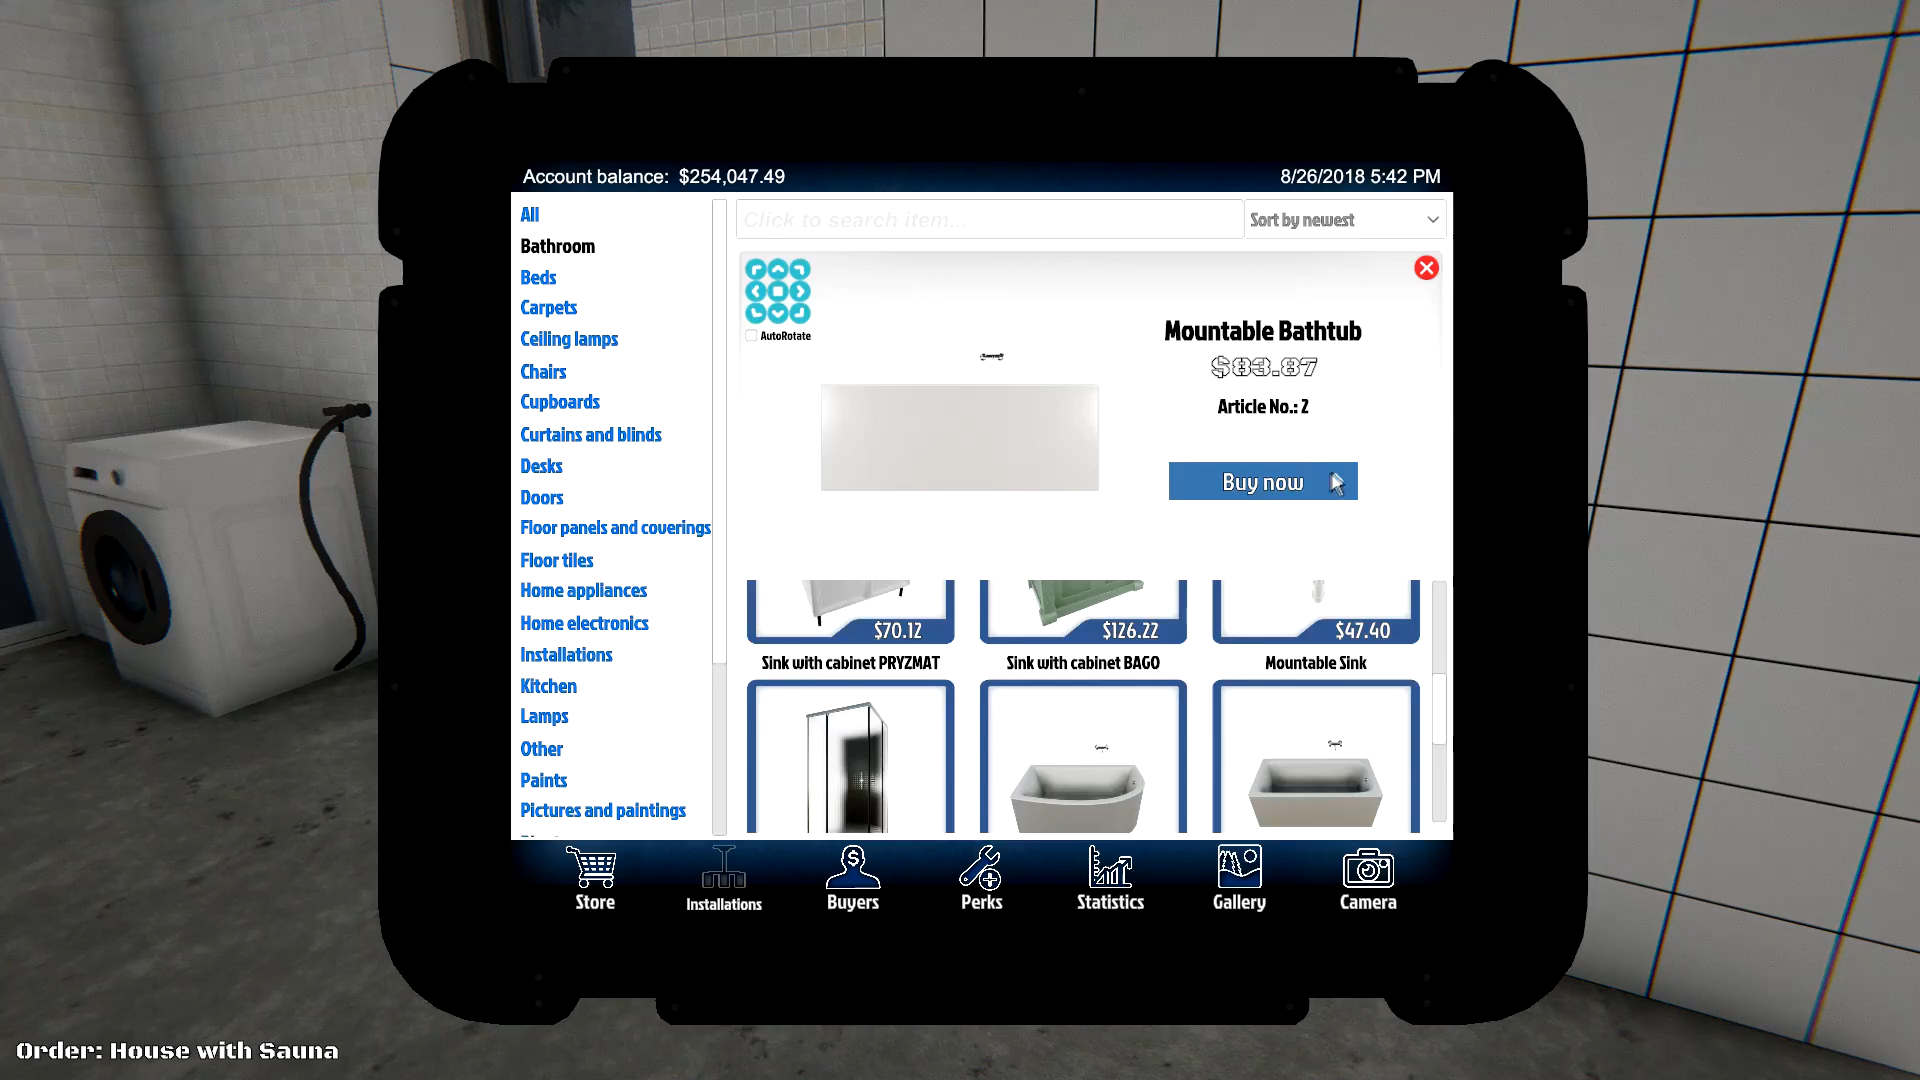 Account balance: $254,047.49
8/26/2018 5:42 PM
All
Bathroom
Beds
Carpets
Ceiling lamps
Chairs
Cupboards
Curtains and blinds
Desks
Doors
Floor panels and coverings
Floor tiles
Home appliances
Home electronics
Installations
Kitchen
Lamps
Other
Paints
Pictures and paintings
Click to search item...
Sort by newest
AutoRotate
Mountable Bathtub
$83.87
Article No.: 2
Buy now
$70.12
$126.22
$47.40
Sink with cabinet PRYZMAT
Sink with cabinet BAGO
Mountable Sink
Store
Installations
Buyers
Perks
Statistics
Gallery
Camera
Order: House with Sauna